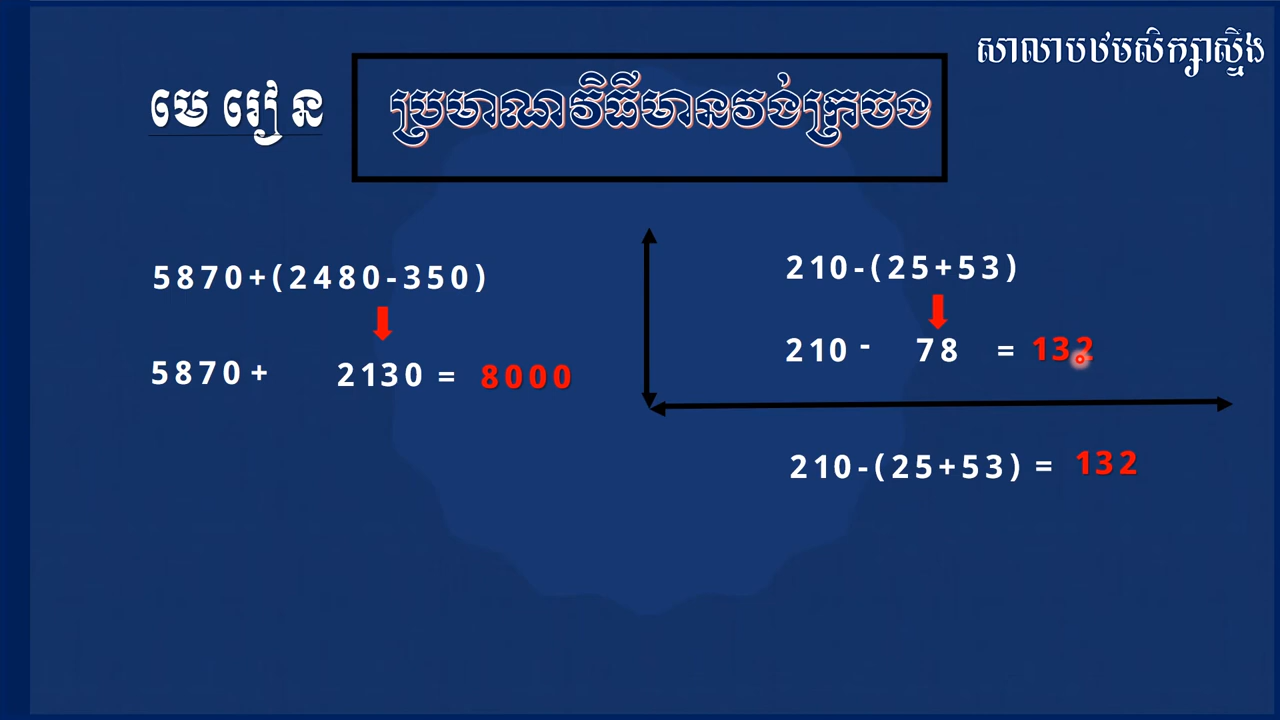 សាលាបឋមសិក្សាស្ទឹង
មេរៀន
ប្រមាណវិធីមានវង់ក្រចក
5870+(2480-350)
5870 + 2130 = 8000
210-(25+53)
210 - 78 = 132
210-(25+53) = 132